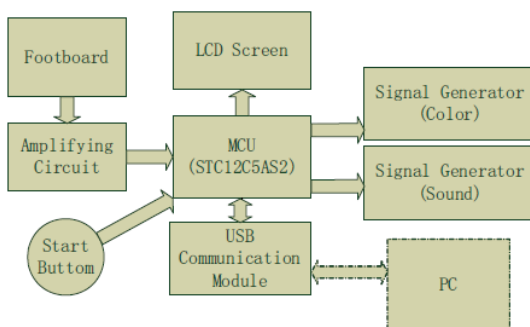 Footboard
LCD Screen
Signal Generator
(Color)
Amplifying
Circuit
MCU
(STC12C5AS2)
Signal Generator
(Sound)
Start
Buttom
USB
Communication
Module
PC